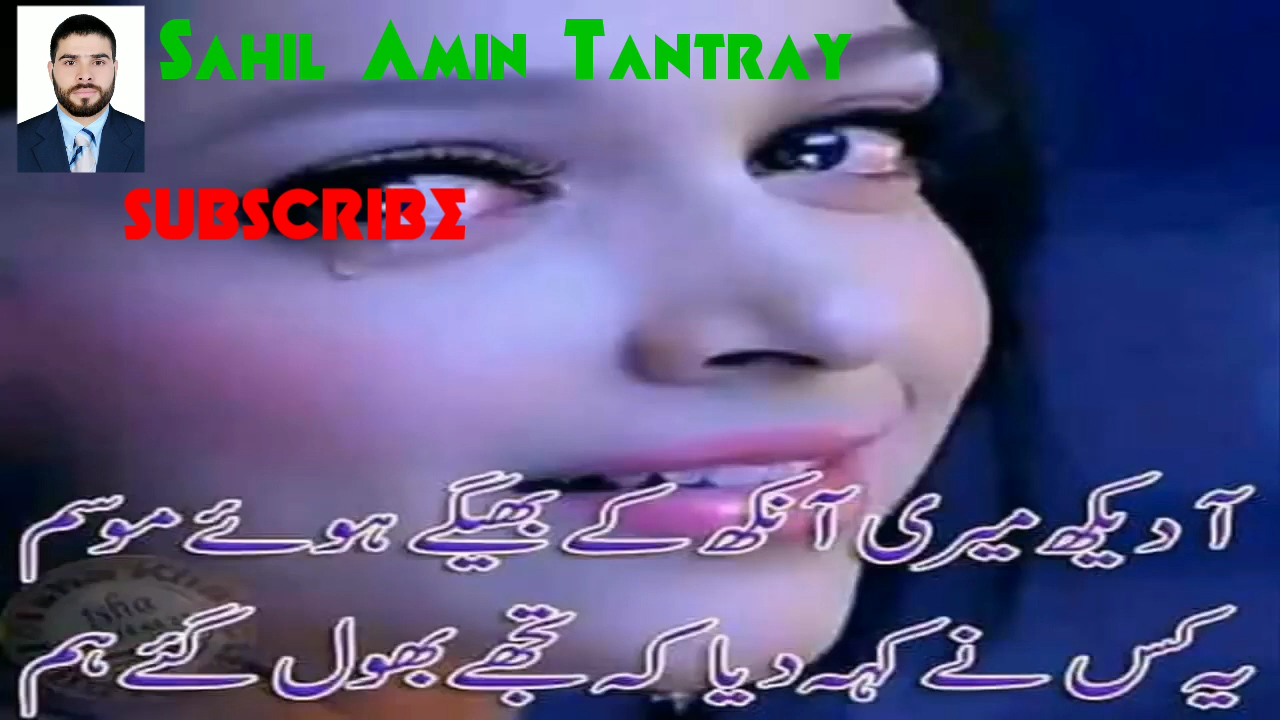 Sahil Amin Tantray
SUBSCRIBE
آ دیکھ میری آنکھ کے بھیگے ہوئے موسم
یہ کس نے کہہ دیا کہ تجھے بھول گئے ہم
Isha